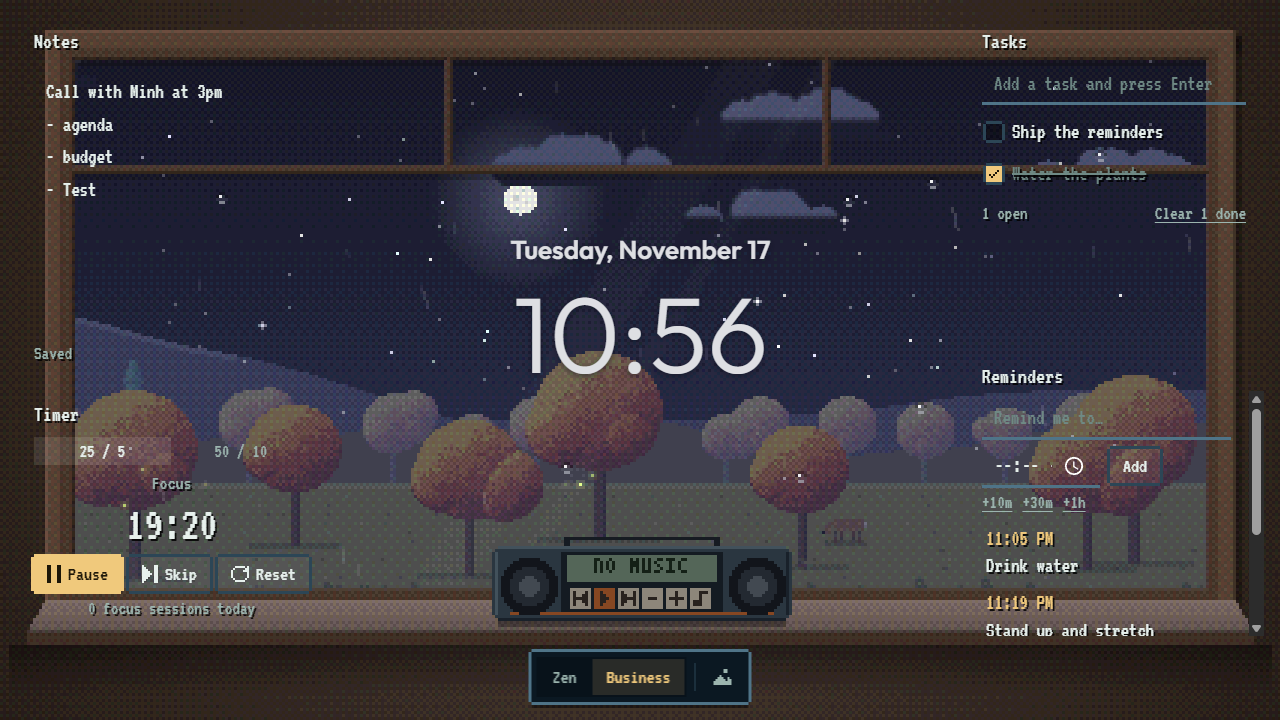 Notes
Call with Minh at 3pm
- agenda
- budget
- Test
Saved
Timer
25 / 5
50 / 10
Focus
19:20
Pause
Skip
Reset
0 focus sessions today
Tuesday, November 17
10:56
NO MUSIC
Zen
Business
Tasks
Add a task and press Enter
Ship the reminders
Water the plants
1 open
Clear 1 done
Reminders
Remind me to…
--:--
Add
+10m +30m +1h
11:05 PM
Drink water
11:19 PM
Stand up and stretch